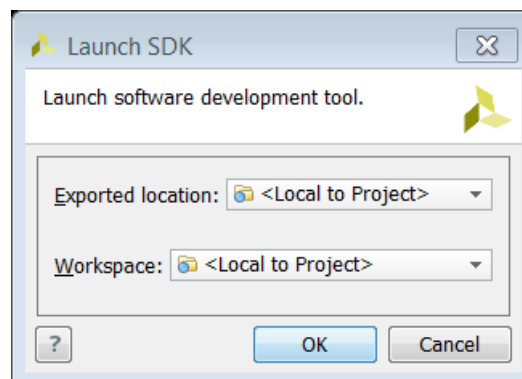 Launch SDK
Launch software development tool.
Exported location: <Local to Project>
Workspace: <Local to Project>
? OK Cancel